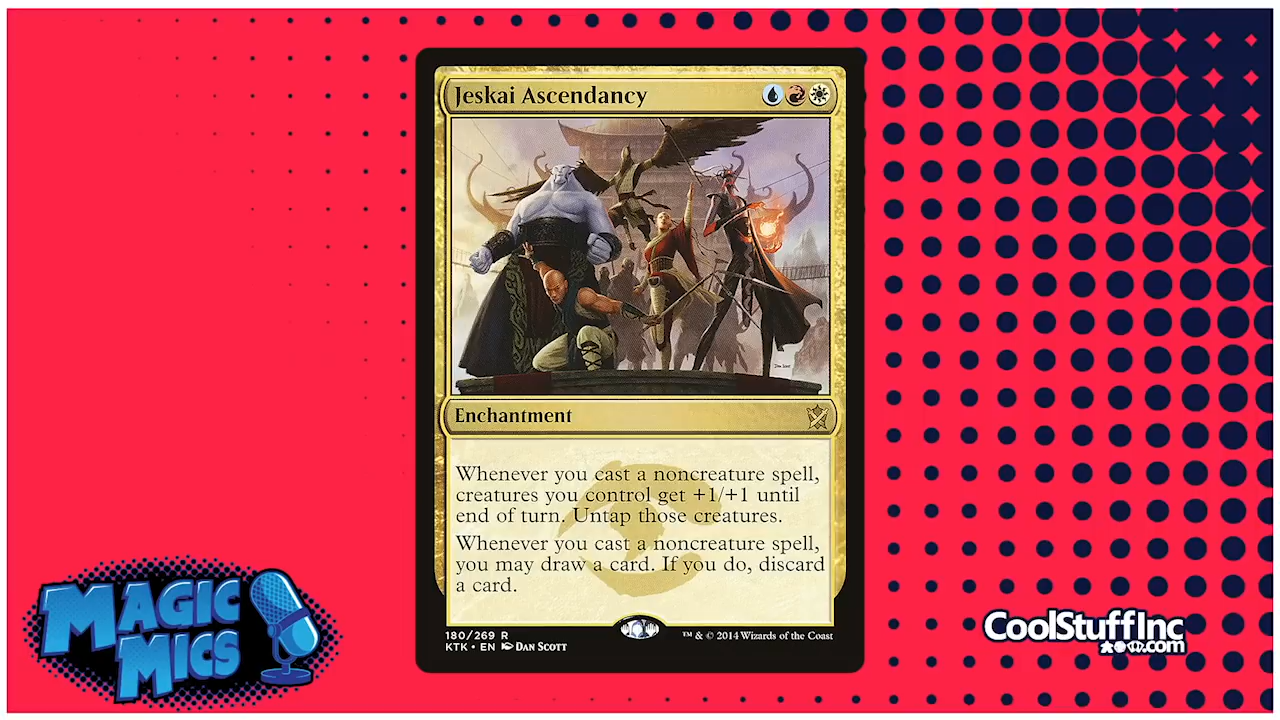 Jeskai Ascendancy
Enchantment
Whenever you cast a noncreature spell,
creatures you control get +1/+1 until
end of turn. Untap those creatures.
Whenever you cast a noncreature spell,
you may draw a card. If you do, discard
a card.
180/269 R
KTK • EN Dan Scott
™ & © 2014 Wizards of the Coast
MAGIC
MICS
CoolStuffInc
.com